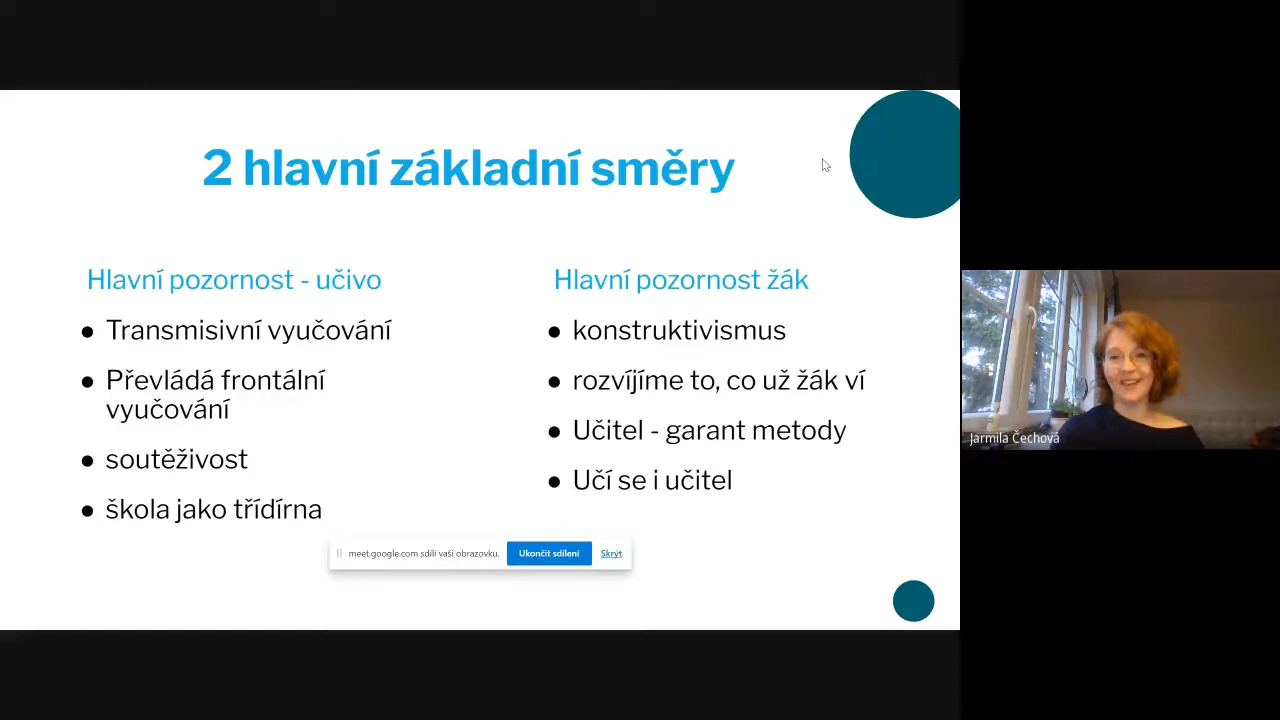 2 hlavní základní směry
Hlavní pozornost - učivo
● Transmisivní vyučování
● Převládá frontální
vyučování
● soutěživost
● škola jako třídírna
Hlavní pozornost žák
● konstruktivismus
● rozvíjíme to, co už žák ví
● Učitel - garant metody
● Učí se i učitel
meet.google.com sdílí vaši obrazovku. Ukončit sdílení Skrýt
Jarmila Čechová